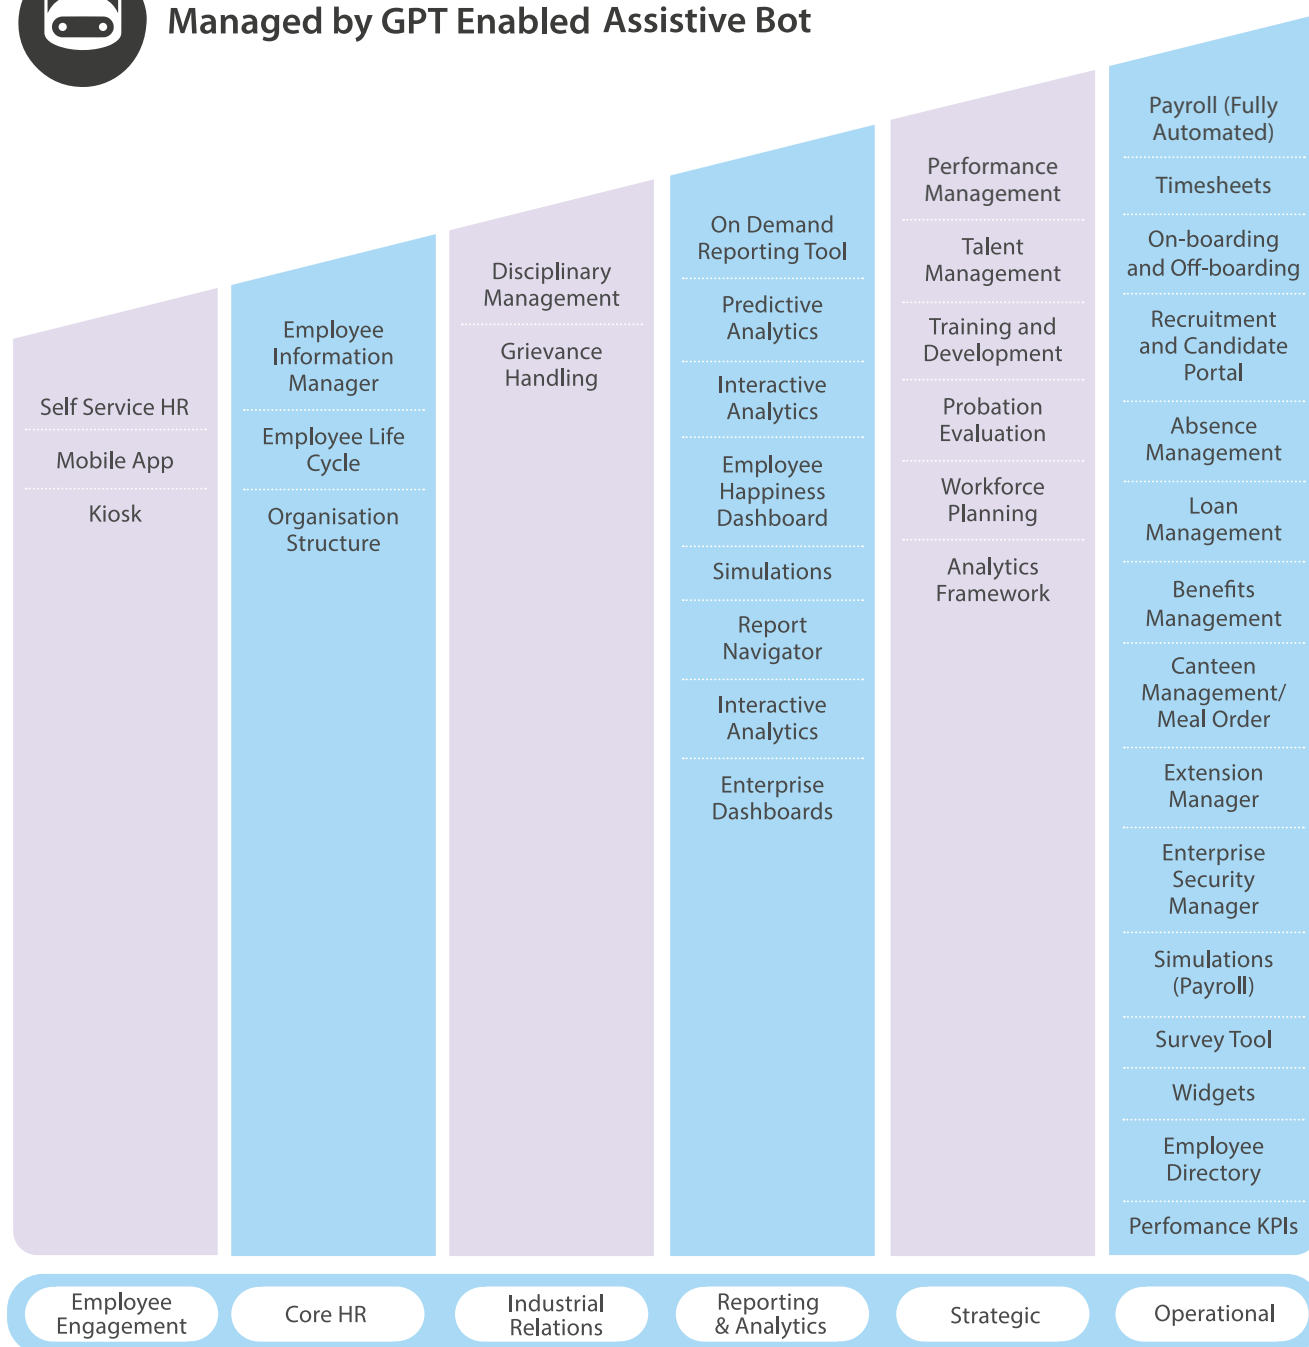 Managed by GPT Enabled Assistive Bot
Self Service HR
Mobile App
Kiosk
Employee
Information
Manager
Employee Life
Cycle
Organisation
Structure
Disciplinary
Management
Grievance
Handling
On Demand
Reporting Tool
Predictive
Analytics
Interactive
Analytics
Employee
Happiness
Dashboard
Simulations
Report
Navigator
Interactive
Analytics
Enterprise
Dashboards
Performance
Management
Talent
Management
Training and
Development
Probation
Evaluation
Workforce
Planning
Analytics
Framework
Payroll (Fully
Automated)
Timesheets
On-boarding
and Off-boarding
Recruitment
and Candidate
Portal
Absence
Management
Loan
Management
Benefits
Management
Canteen
Management/
Meal Order
Extension
Manager
Enterprise
Security
Manager
Simulations
(Payroll)
Survey Tool
Widgets
Employee
Directory
Perfomance KPIs
Employee
Engagement
Core HR
Industrial
Relations
Reporting
& Analytics
Strategic
Operational